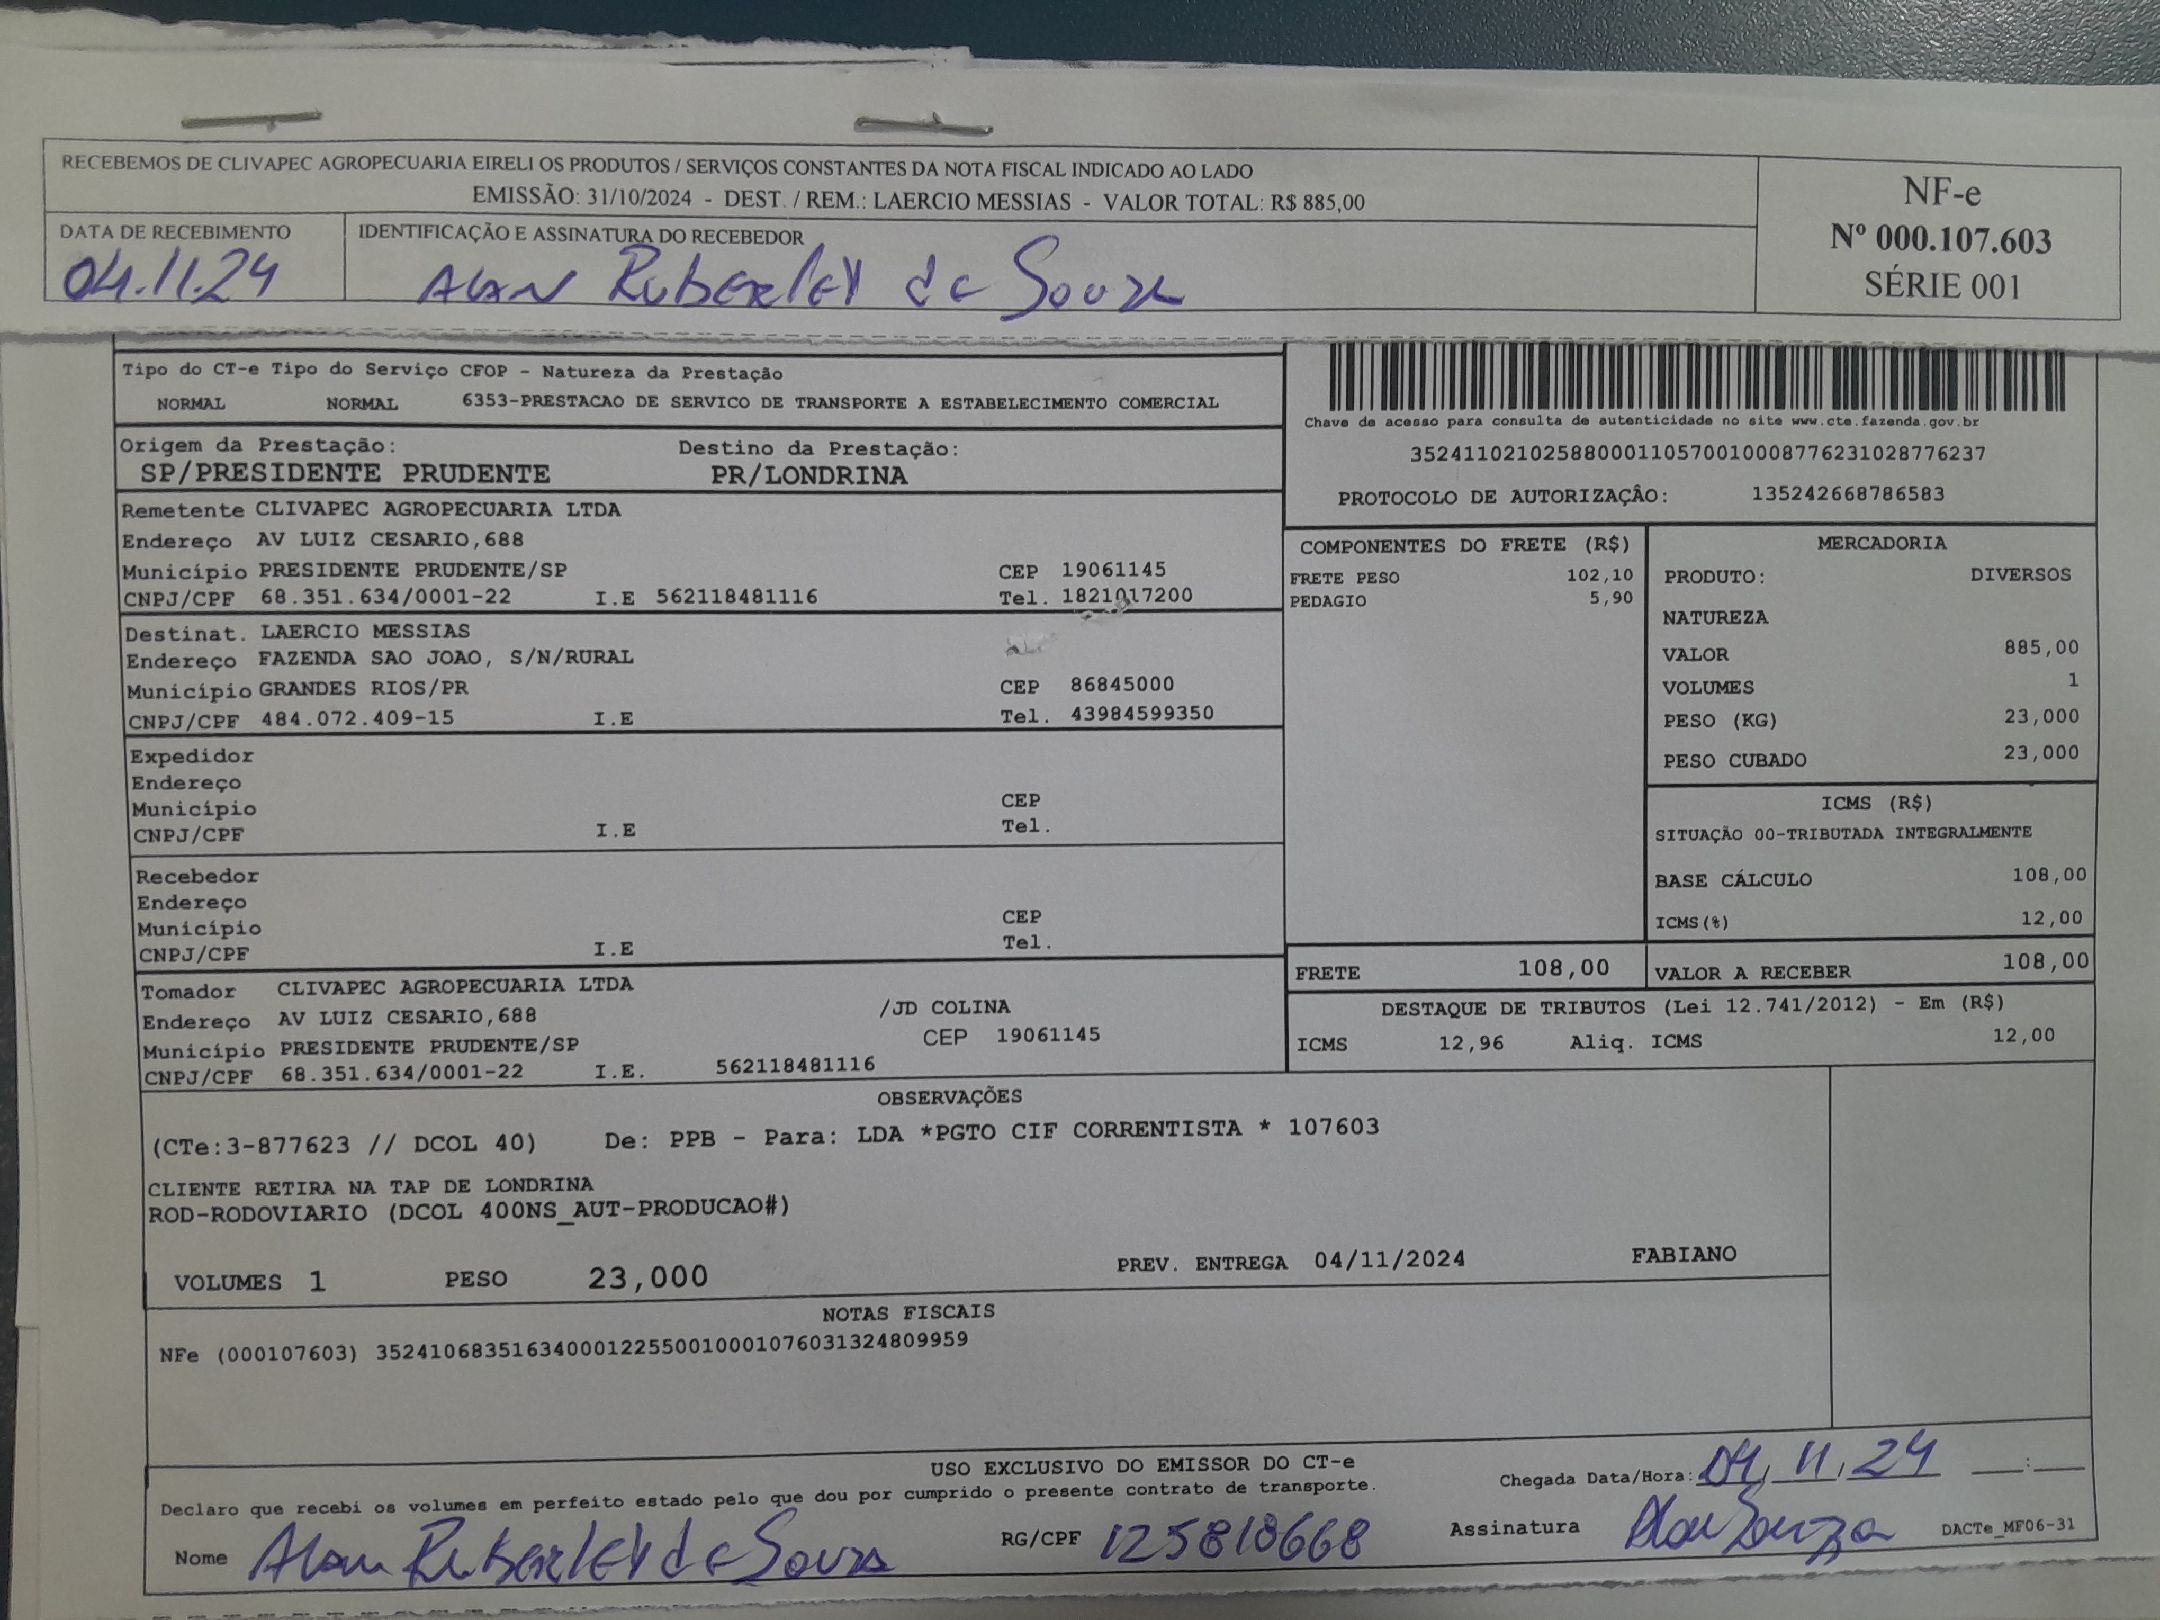 RECEBEMOS DE CLIVAPEC AGROPECUARIA EIRELI OS PRODUTOS / SERVIÇOS CONSTANTES DA NOTA FISCAL INDICADO AO LADO
EMISSÃO: 31/10/2024 - DEST. / REM.: LAERCIO MESSIAS - VALOR TOTAL: R$ 885,00
NF-e
Nº 000.107.603
SÉRIE 001
DATA DE RECEBIMENTO
04.11.24
IDENTIFICAÇÃO E ASSINATURA DO RECEBEDOR
Alan Ruberley de Souza
Tipo do CT-e Tipo do Serviço CFOP - Natureza da Prestação
NORMAL NORMAL 6353-PRESTACAO DE SERVICO DE TRANSPORTE A ESTABELECIMENTO COMERCIAL
Chave de acesso para consulta de autenticidade no site www.cte.fazenda.gov.br
35241102102588000110570010008776231028776237
PROTOCOLO DE AUTORIZAÇÂO: 135242668786583
Origem da Prestação: Destino da Prestação:
SP/PRESIDENTE PRUDENTE PR/LONDRINA
Remetente CLIVAPEC AGROPECUARIA LTDA
Endereço AV LUIZ CESARIO,688
Município PRESIDENTE PRUDENTE/SP CEP 19061145
CNPJ/CPF 68.351.634/0001-22 I.E 562118481116 Tel. 1821017200
Destinat. LAERCIO MESSIAS
Endereço FAZENDA SAO JOAO, S/N/RURAL
Município GRANDES RIOS/PR CEP 86845000
CNPJ/CPF 484.072.409-15 I.E Tel. 43984599350
Expedidor
Endereço
Município CEP
CNPJ/CPF I.E Tel.
Recebedor
Endereço
Município CEP
CNPJ/CPF I.E Tel.
Tomador CLIVAPEC AGROPECUARIA LTDA
Endereço AV LUIZ CESARIO,688 /JD COLINA
Município PRESIDENTE PRUDENTE/SP CEP 19061145
CNPJ/CPF 68.351.634/0001-22 I.E. 562118481116
COMPONENTES DO FRETE (R$)
FRETE PESO 102,10
PEDAGIO 5,90
MERCADORIA
PRODUTO: DIVERSOS
NATUREZA
VALOR 885,00
VOLUMES 1
PESO (KG) 23,000
PESO CUBADO 23,000
ICMS (R$)
SITUAÇÃO 00-TRIBUTADA INTEGRALMENTE
BASE CÁLCULO 108,00
ICMS(%) 12,00
FRETE 108,00 VALOR A RECEBER 108,00
DESTAQUE DE TRIBUTOS (Lei 12.741/2012) - Em (R$)
ICMS 12,96 Aliq. ICMS 12,00
OBSERVAÇÕES
(CTe:3-877623 // DCOL 40) De: PPB - Para: LDA *PGTO CIF CORRENTISTA * 107603
CLIENTE RETIRA NA TAP DE LONDRINA
ROD-RODOVIARIO (DCOL 400NS_AUT-PRODUCAO#)
VOLUMES 1 PESO 23,000 PREV. ENTREGA 04/11/2024 FABIANO
NOTAS FISCAIS
NFe (000107603) 35241068351634000122550010001076031324809959
USO EXCLUSIVO DO EMISSOR DO CT-e
Declaro que recebi os volumes em perfeito estado pelo que dou por cumprido o presente contrato de transporte.
Chegada Data/Hora: 04, 11, 24 __:__
Nome Alan Ruberley de Souza RG/CPF 125818668 Assinatura Alan Souza DACTe_MF06-31